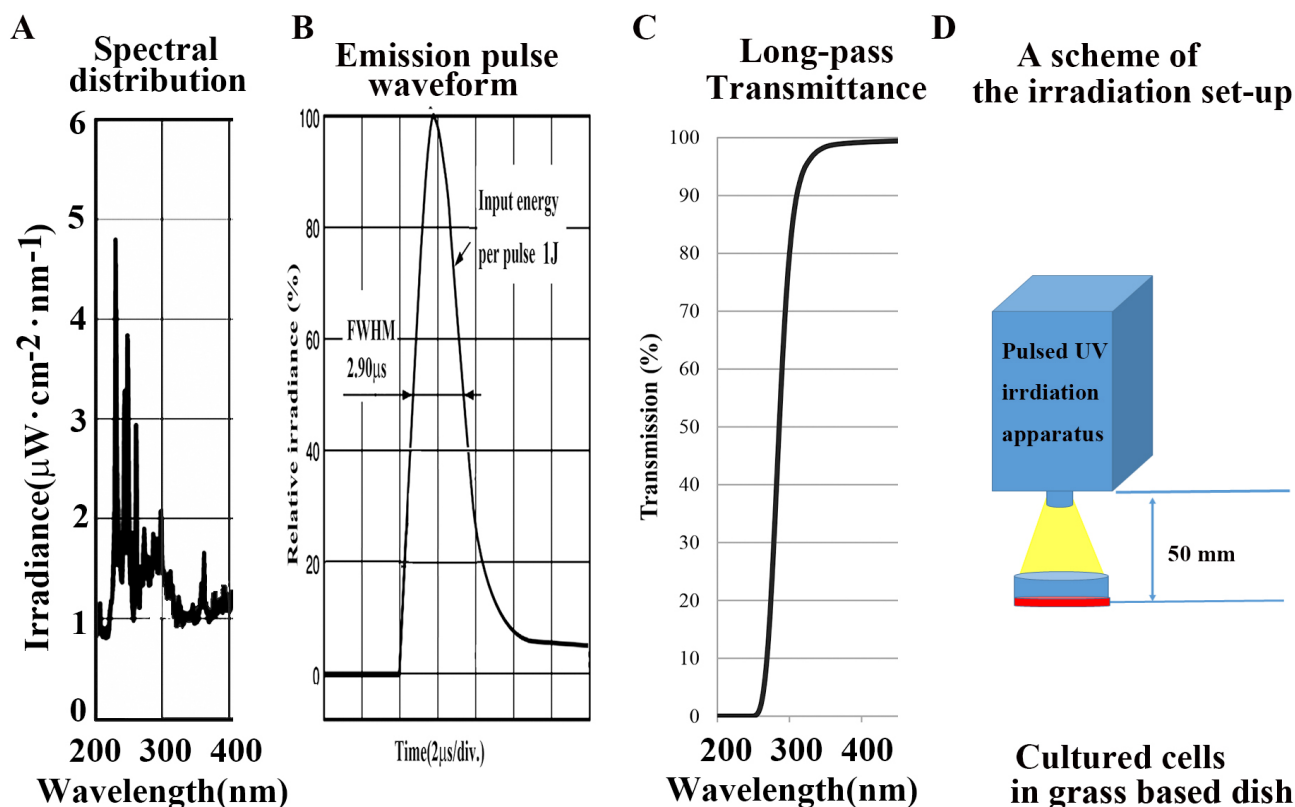 A
Spectral
distribution
6
5
4
3
2
1
0
Irradiance(μW·cm-2·nm-1)
200 300 400
Wavelength(nm)
B
Emission pulse
waveform
100
80
60
40
20
0
Relative irradiance (%)
Input energy
per pulse 1J
FWHM
2.90μs
Time(2μs/div.)
C
Long-pass
Transmittance
100
90
80
70
60
50
40
30
20
10
0
Transmission (%)
200 300 400
Wavelength(nm)
D
A scheme of
the irradiation set-up
Pulsed UV
irrdiation
apparatus
50 mm
Cultured cells
in grass based dish